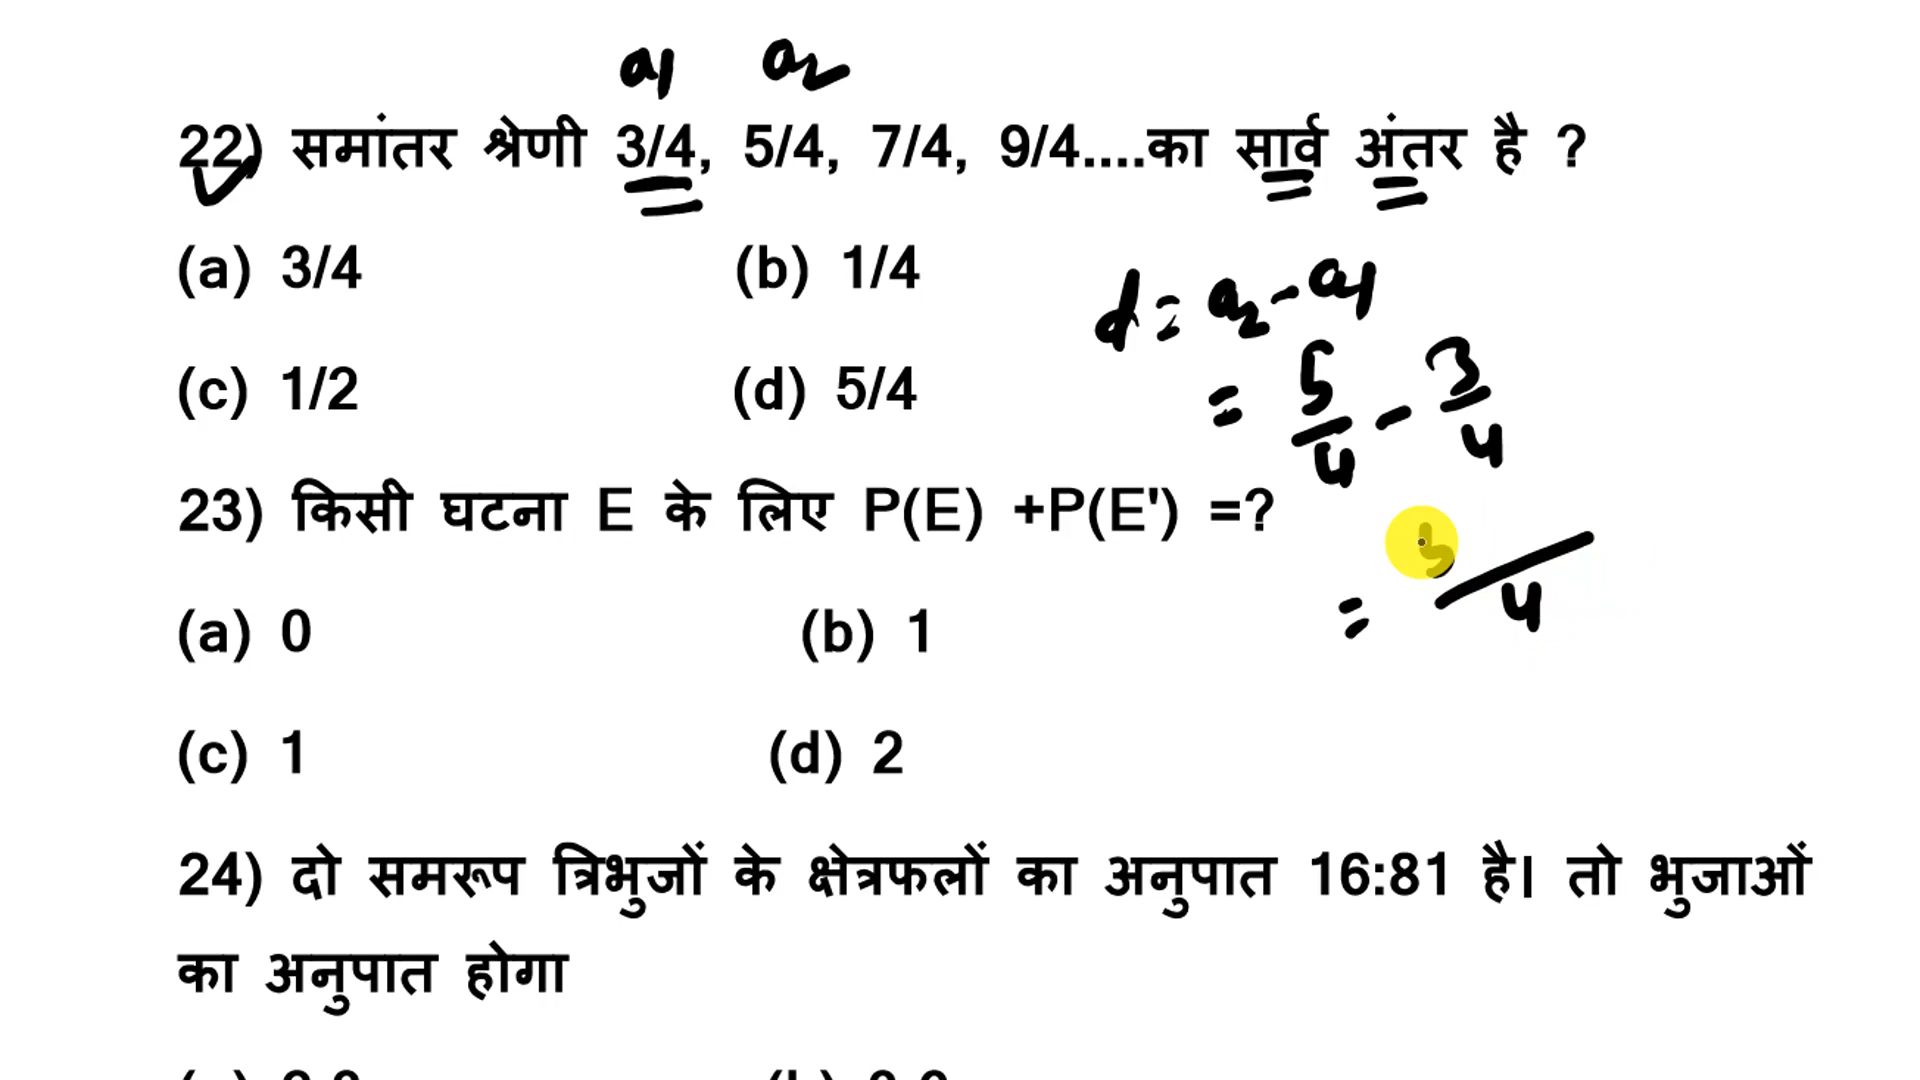 a1 a2
22) समांतर श्रेणी 3/4, 5/4, 7/4, 9/4....का सार्व अंतर है ?
(a) 3/4 (b) 1/4
d = a2 - a1
(c) 1/2 (d) 5/4
= 5/4 - 3/4
23) किसी घटना E के लिए P(E) +P(E') =?
= 5 / 4
(a) 0 (b) 1
(c) 1 (d) 2
24) दो समरूप त्रिभुजों के क्षेत्रफलों का अनुपात 16:81 है। तो भुजाओं
का अनुपात होगा